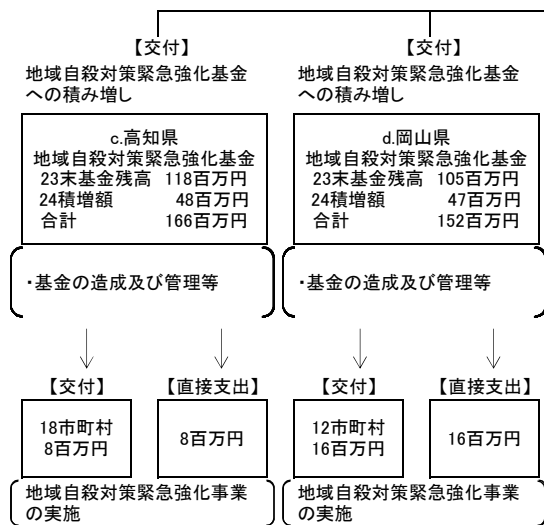 【交付】
地域自殺対策緊急強化基金
への積み増し
c.高知県
地域自殺対策緊急強化基金
23末基金残高 118百万円
24積増額 48百万円
合計 166百万円
・基金の造成及び管理等
【交付】
18市町村
8百万円
【直接支出】
8百万円
地域自殺対策緊急強化事業
の実施
【交付】
地域自殺対策緊急強化基金
への積み増し
d.岡山県
地域自殺対策緊急強化基金
23末基金残高 105百万円
24積増額 47百万円
合計 152百万円
・基金の造成及び管理等
【交付】
12市町村
16百万円
【直接支出】
16百万円
地域自殺対策緊急強化事業
の実施